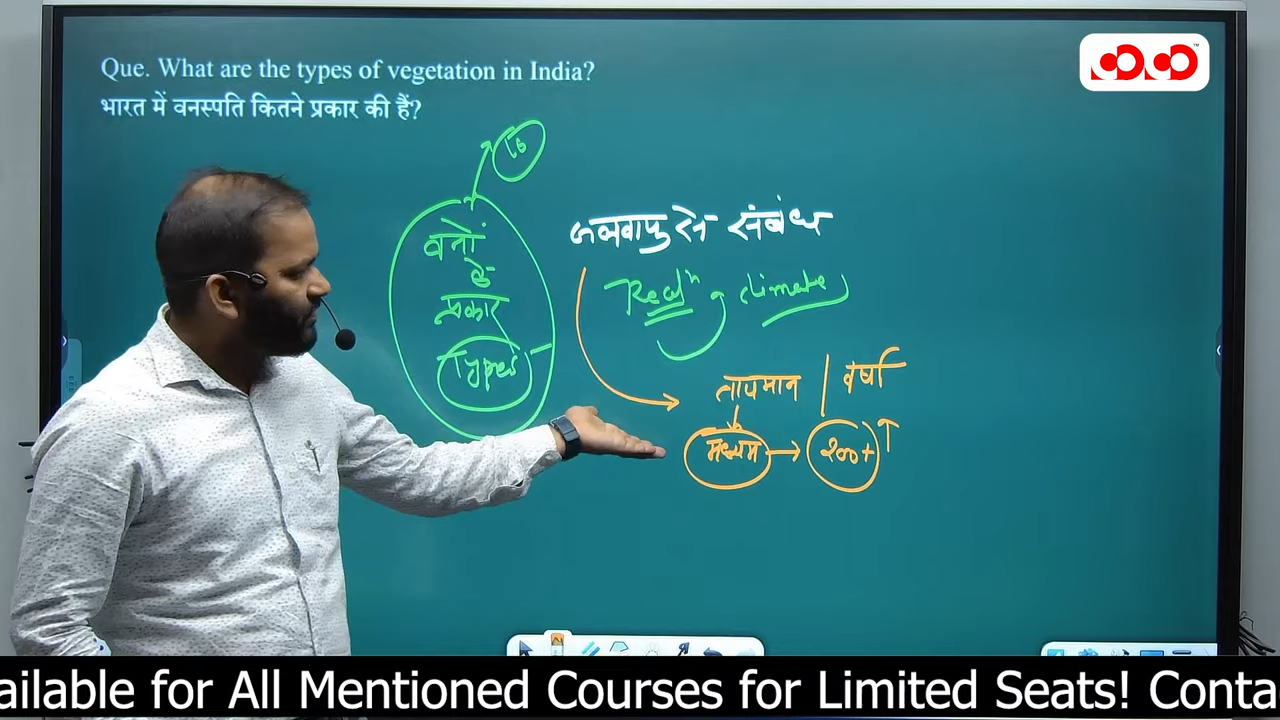 Que. What are the types of vegetation in India?
भारत में वनस्पति कितने प्रकार की हैं?
16
वनों
के
प्रकार
Types
जलवायु से संबंध
Relⁿ climate
तापमान | वर्षा
मध्यम → 200+ ↑
ailable for All Mentioned Courses for Limited Seats! Conta